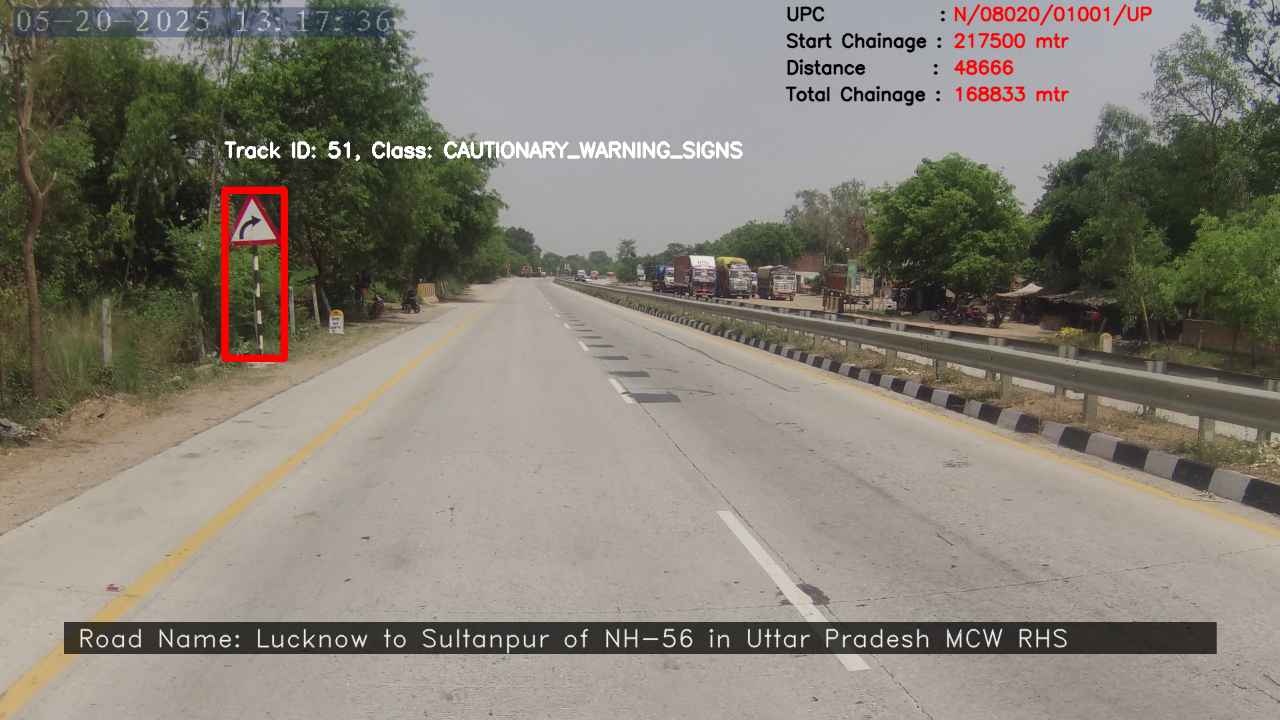 05-20-2025 13:17:36
UPC : N/08020/01001/UP
Start Chainage : 217500 mtr
Distance : 48666
Total Chainage : 168833 mtr
Track ID: 51, Class: CAUTIONARY_WARNING_SIGNS
Road Name: Lucknow to Sultanpur of NH-56 in Uttar Pradesh MCW RHS